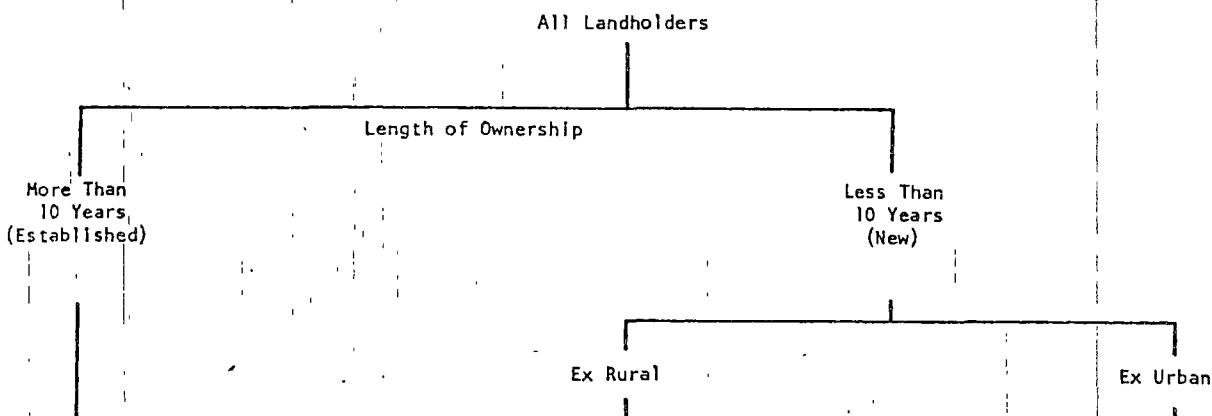 All Landholders
Length of Ownership
More Than
10 Years
(Established)
Less Than
10 Years
(New)
Ex Rural
Ex Urban